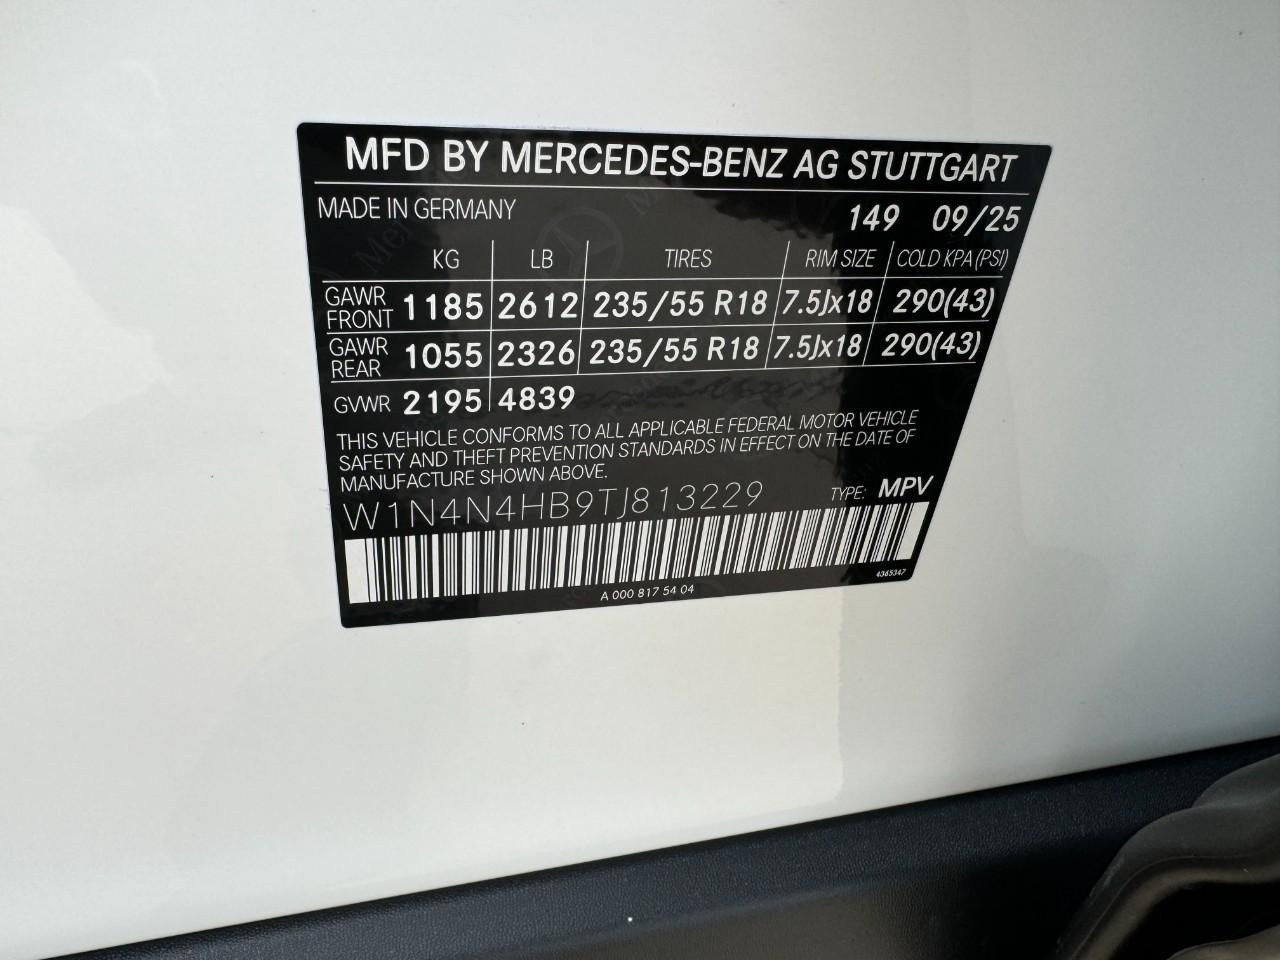 MFD BY MERCEDES-BENZ AG STUTTGART
MADE IN GERMANY 149 09/25
KG LB TIRES RIM SIZE COLD KPA (PSI)
GAWR FRONT 1185 2612 235/55 R18 7.5Jx18 290(43)
GAWR REAR 1055 2326 235/55 R18 7.5Jx18 290(43)
GVWR 2195 4839
THIS VEHICLE CONFORMS TO ALL APPLICABLE FEDERAL MOTOR VEHICLE
SAFETY AND THEFT PREVENTION STANDARDS IN EFFECT ON THE DATE OF
MANUFACTURE SHOWN ABOVE.
W1N4N4HB9TJ813229 TYPE: MPV
A 000 817 54 04 4365347